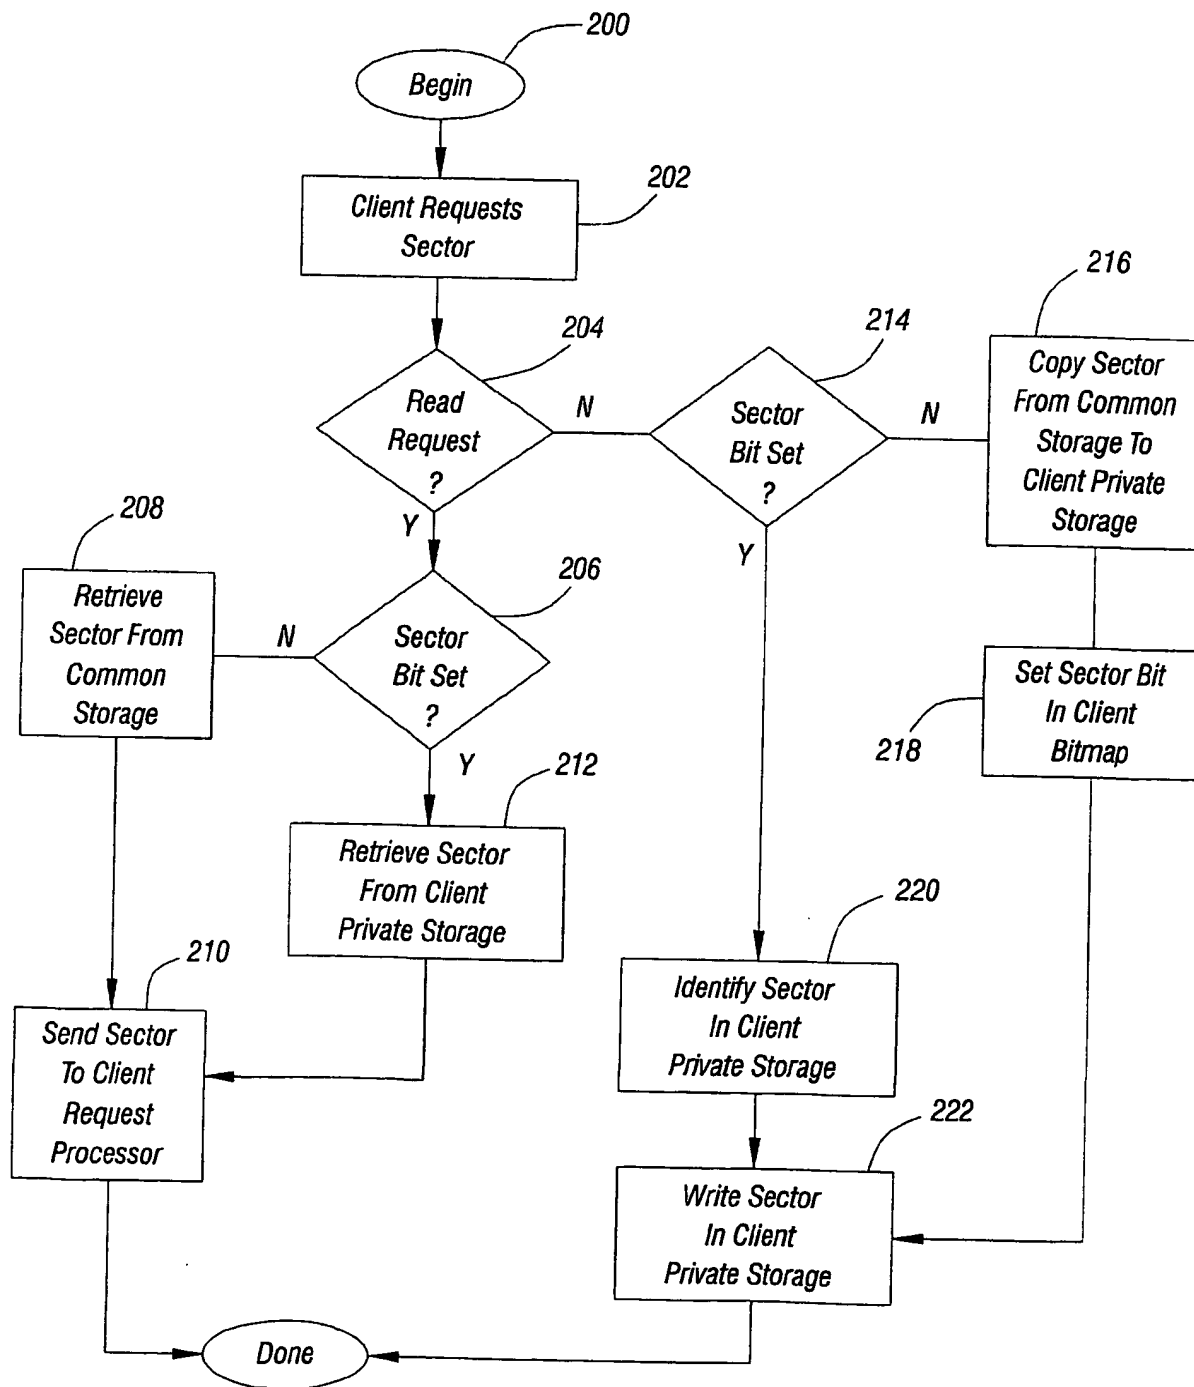 200
Begin
202
Client Requests
Sector
204
Read
Request
?
N
Y
214
Sector
Bit Set
?
N
Y
216
Copy Sector
From Common
Storage To
Client Private
Storage
208
Retrieve
Sector From
Common
Storage
206
Sector
Bit Set
?
N
Y
218
Set Sector Bit
In Client
Bitmap
212
Retrieve Sector
From Client
Private Storage
220
Identify Sector
In Client
Private Storage
210
Send Sector
To Client
Request
Processor
222
Write Sector
In Client
Private Storage
Done